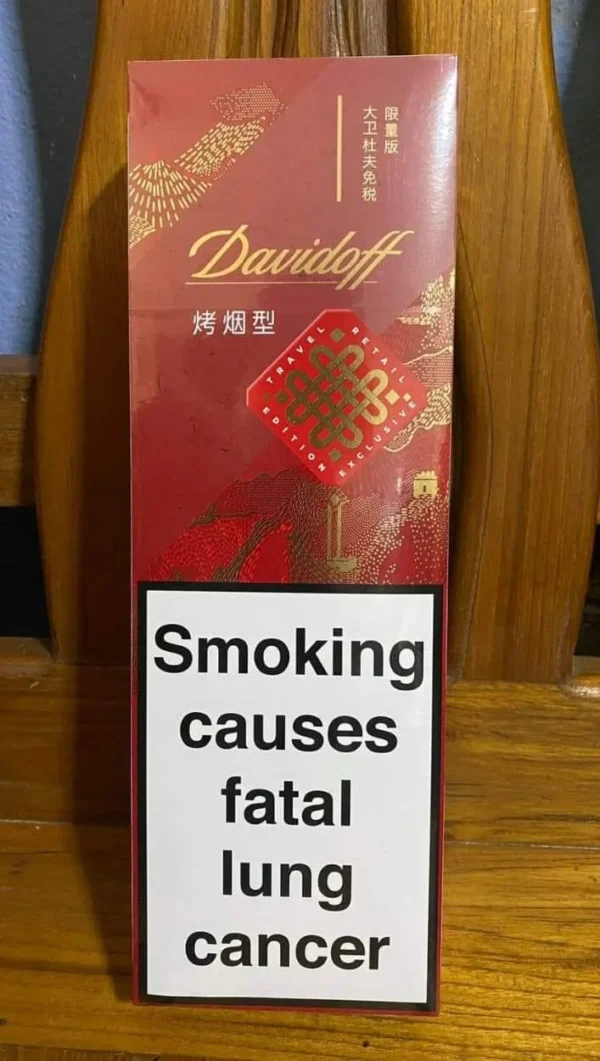 限量版
大卫杜夫免税
Davidoff
烤烟型
TRAVEL RETAIL
EDITION EXCLUSIVE
Smoking
causes
fatal
lung
cancer